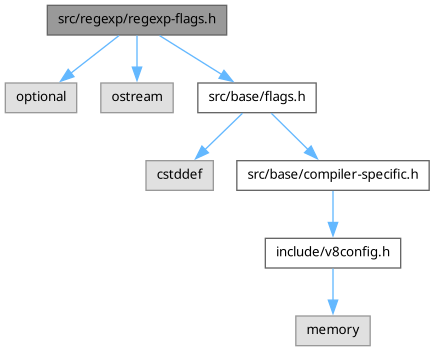 src/regexp/regexp-flags.h
optional
ostream
src/base/flags.h
cstddef
src/base/compiler-specific.h
include/v8config.h
memory